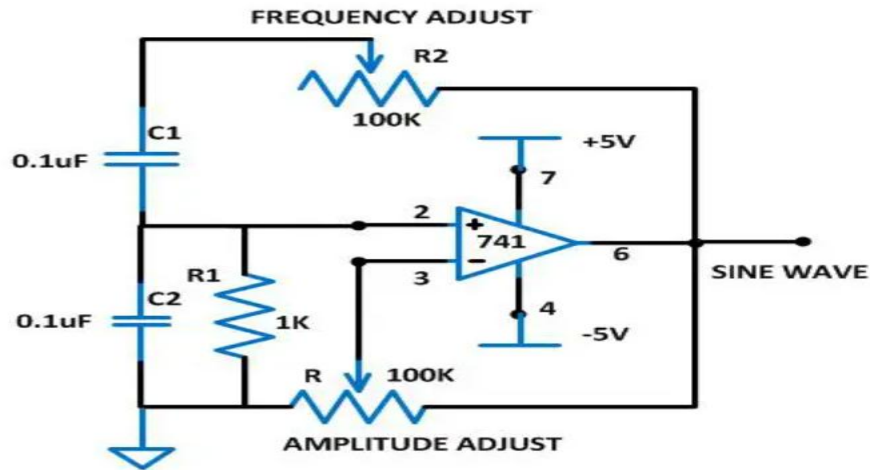 FREQUENCY ADJUST
R2
100K
C1
0.1uF
+5V
7
2
+
741
-
3
6
SINE WAVE
4
-5V
R1
C2
0.1uF
1K
R
100K
AMPLITUDE ADJUST